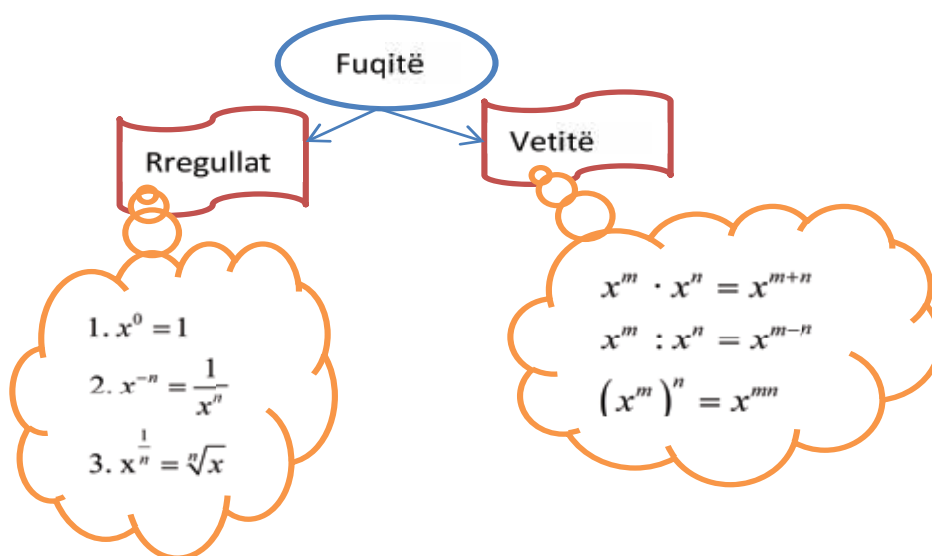 Fuqitë
Rregullat
Vetitë
1. x⁰ = 1
2. x⁻ⁿ = 1/xⁿ
3. x^(1/n) = ⁿ√x
xᵐ · xⁿ = xᵐ⁺ⁿ
xᵐ : xⁿ = xᵐ⁻ⁿ
(xᵐ)ⁿ = xᵐⁿ